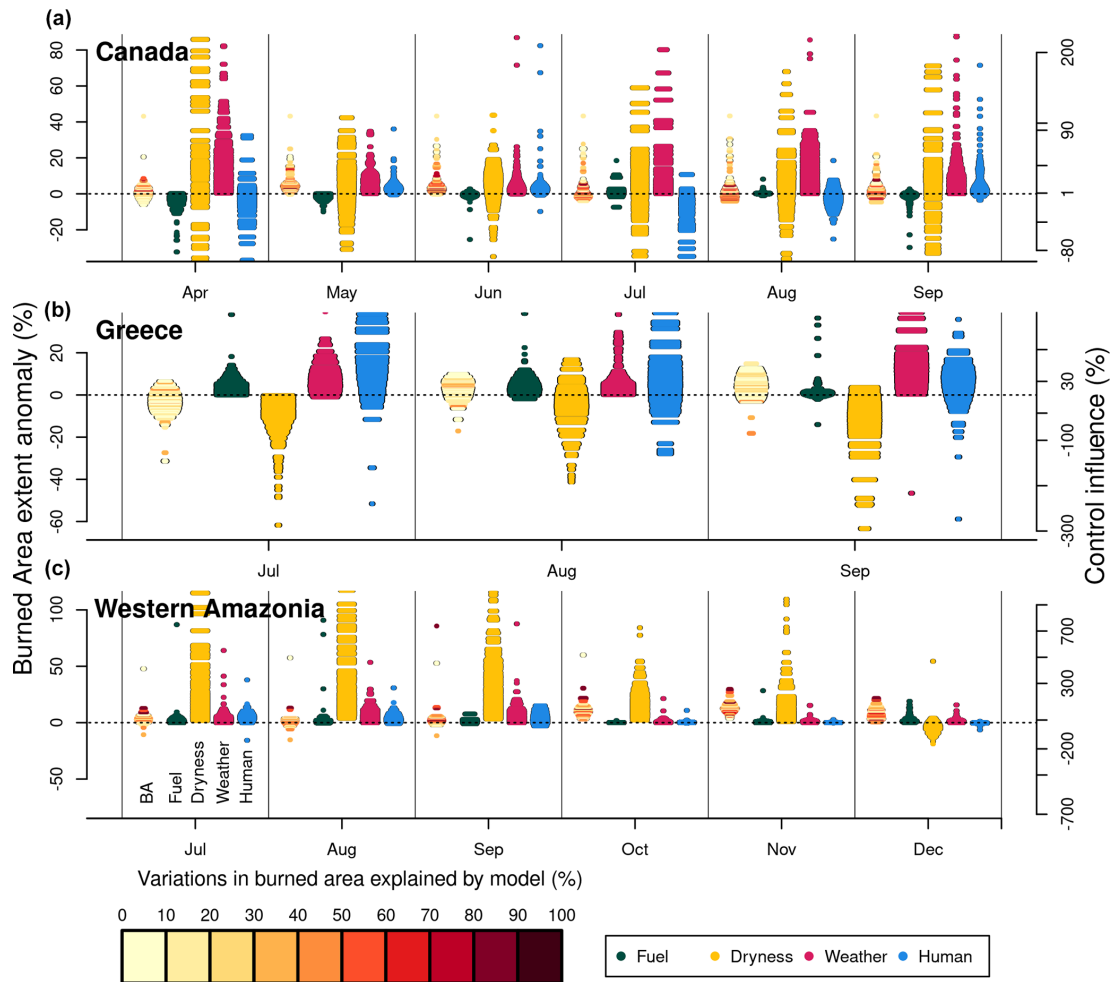 (a)
Canada
80
60
40
20
0
-20
200
90
1
-80
Apr May Jun Jul Aug Sep
(b)
Greece
20
0
-20
-40
-60
30
-100
-300
Jul Aug Sep
(c)
Western Amazonia
100
50
0
-50
700
300
-200
-700
BA Fuel Dryness Weather Human
Jul Aug Sep Oct Nov Dec
Burned Area extent anomaly (%)
Control influence (%)
Variations in burned area explained by model (%)
0 10 20 30 40 50 60 70 80 90 100
Fuel Dryness Weather Human